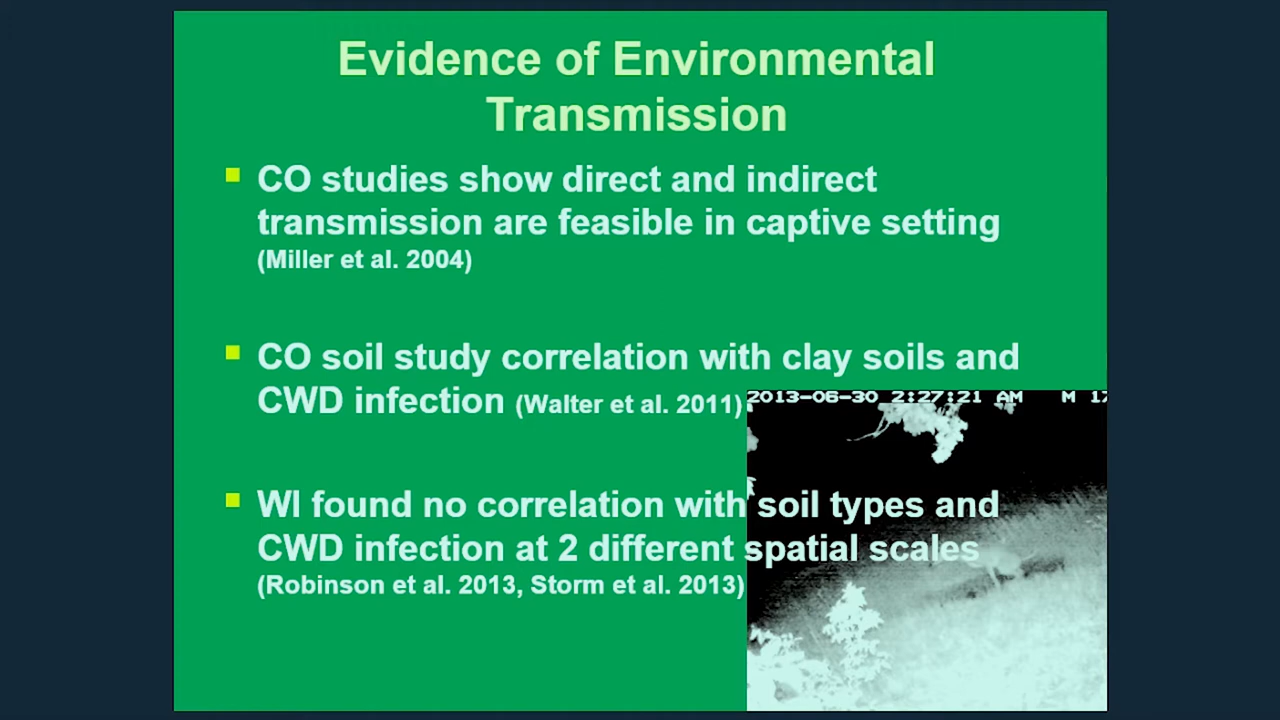 Evidence of Environmental
Transmission
CO studies show direct and indirect
transmission are feasible in captive setting
(Miller et al. 2004)
CO soil study correlation with clay soils and
CWD infection (Walter et al. 2011)
2013-06-30 2:27:21 AM M 17
WI found no correlation with soil types and
CWD infection at 2 different spatial scales
(Robinson et al. 2013, Storm et al. 2013)